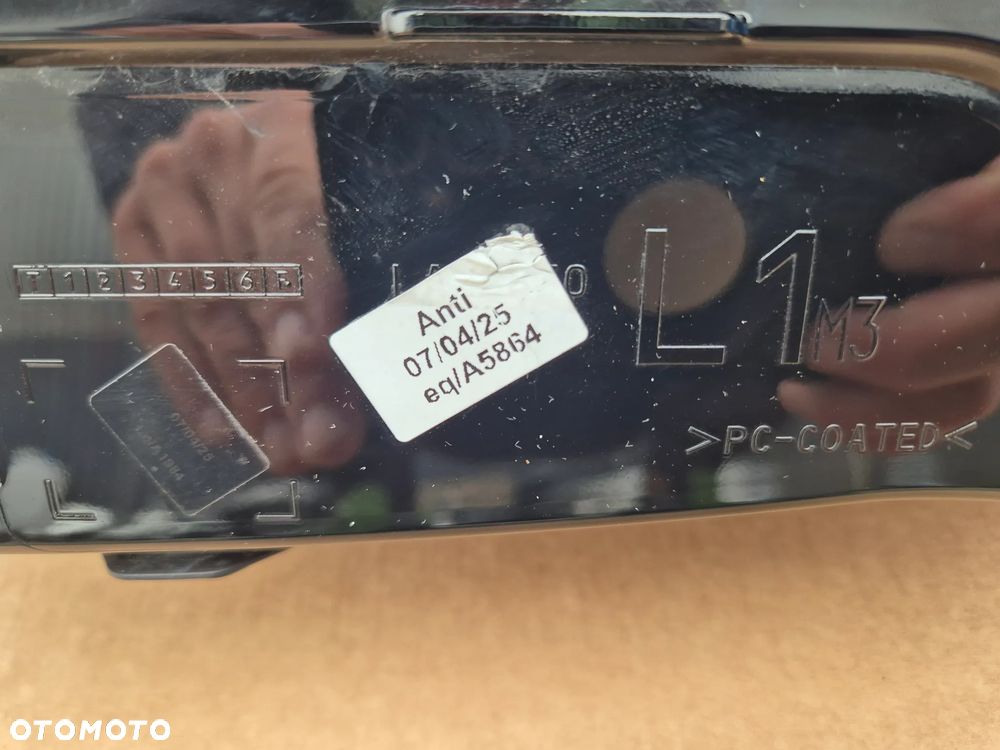 T 1 2 3 4 5 6 F
Anti
07/04/25
eq/A5864
L1
M3
>PC-COATED<
OTOMOTO